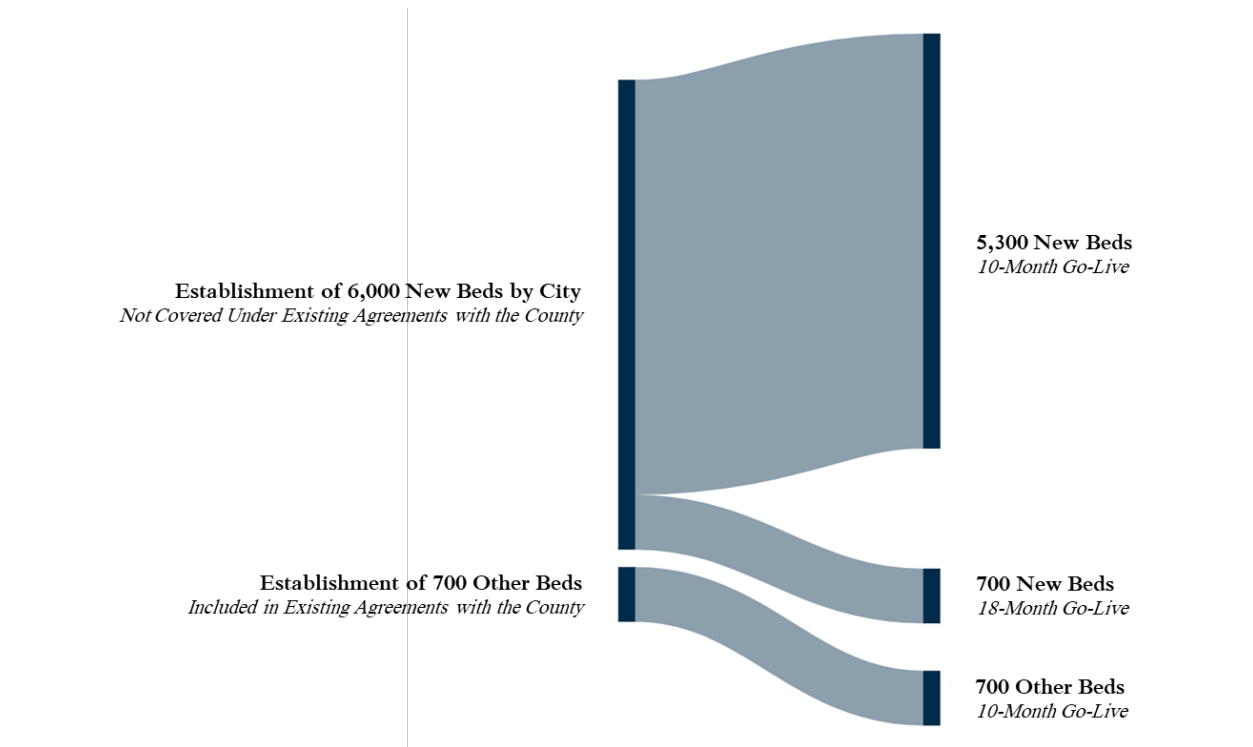 5,300 New Beds
10-Month Go-Live
Establishment of 6,000 New Beds by City
Not Covered Under Existing Agreements with the County
Establishment of 700 Other Beds
Included in Existing Agreements with the County
700 New Beds
18-Month Go-Live
700 Other Beds
10-Month Go-Live